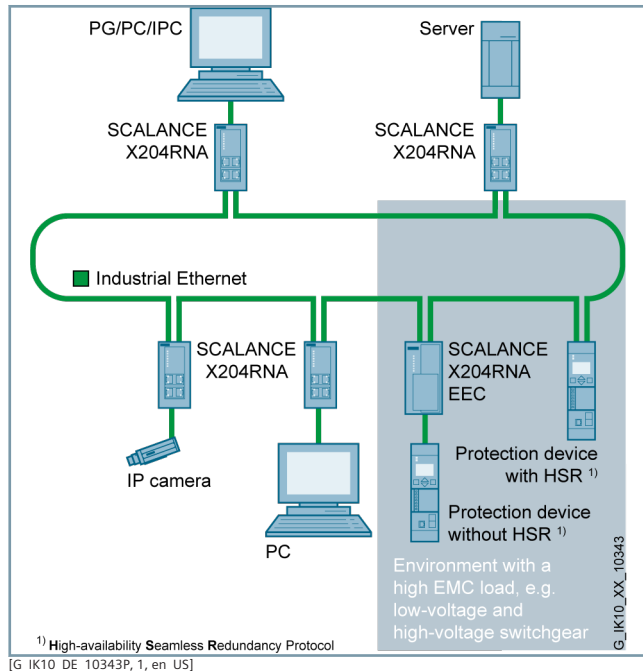 PG/PC/IPC
Server
SCALANCE
X204RNA
SCALANCE
X204RNA
Industrial Ethernet
SCALANCE
X204RNA
SCALANCE
X204RNA
EEC
IP camera
PC
Protection device
with HSR 1)
Protection device
without HSR 1)
Environment with a
high EMC load, e.g.
low-voltage and
high-voltage switchgear
G_IK10_XX_10343
1) High-availability Seamless Redundancy Protocol
[G_IK10_DE_10343P, 1, en_US]